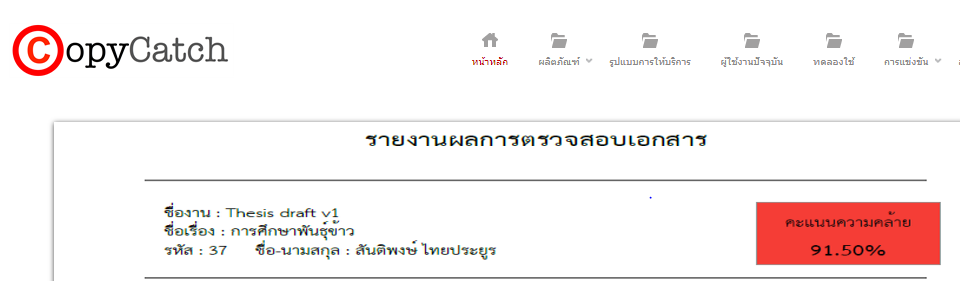 CopyCatch
หน้าหลัก ผลิตภัณฑ์ รูปแบบการให้บริการ ผู้ใช้งานปัจจุบัน ทดลองใช้ การแข่งขัน
รายงานผลการตรวจสอบเอกสาร
ชื่องาน : Thesis draft v1
ชื่อเรื่อง : การศึกษาพันธุ์ข้าว
รหัส : 37 ชื่อ-นามสกุล : สันติพงษ์ ไทยประยูร
คะแนนความคล้าย
91.50%